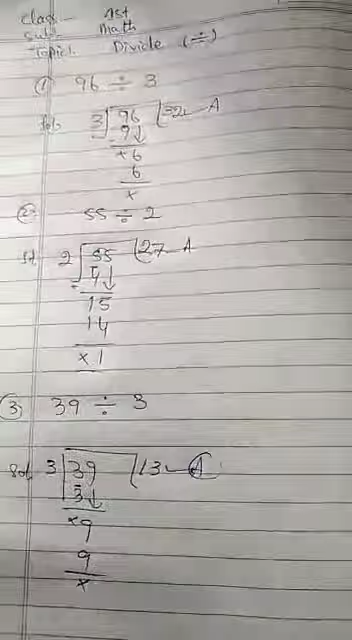 Class - 1st
Sub. Math
Topic. Divide (÷)
① 96 ÷ 3
Sol. 3 96 32 A
9↓
×6
6
×
②. 55 ÷ 2
Sol. 2 55 27 A
4↓
15
14
×1
③ 39 ÷ 3
Sol 3 39 13 A
3↓
×9
9
×